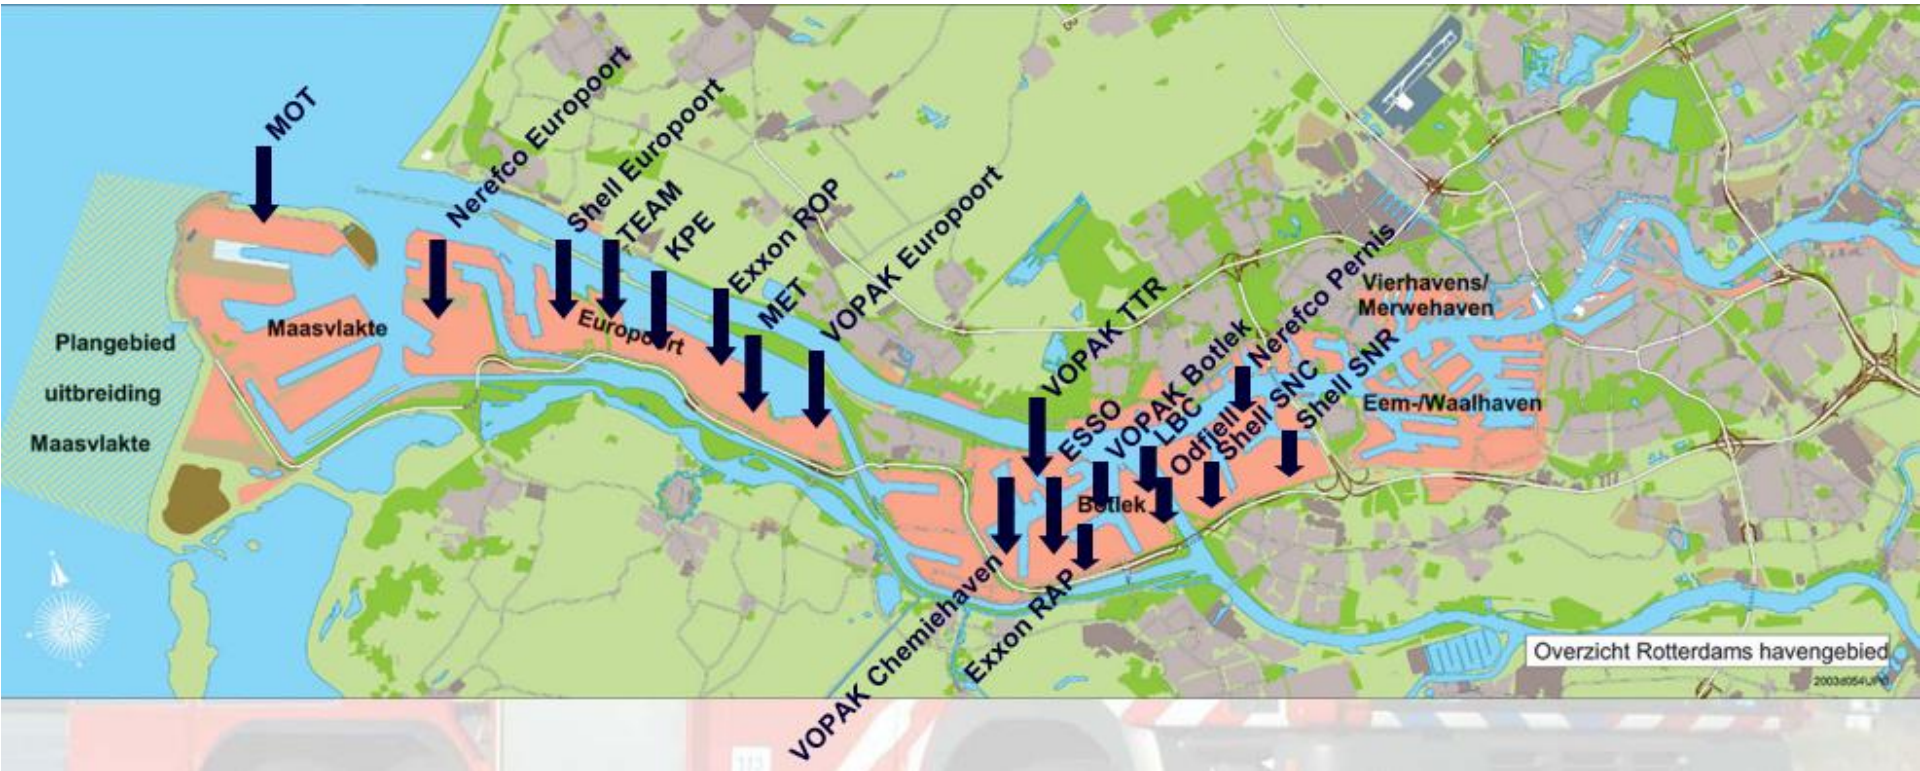 MOT
Nerefco Europoort
Shell Europoort
TEAM
KPE
Exxon ROP
MET
VOPAK Europoort
VOPAK TTR
ESSO
VOPAK Botlek
LBC
Odfjell
Shell SNC
Nerefco Pernis
Shell SNR
Vierhavens/
Merwehaven
Eem-/Waalhaven
Maasvlakte
Europoort
Botlek
Plangebied
uitbreiding
Maasvlakte
VOPAK Chemiehaven
Exxon RAP
Overzicht Rotterdams havengebied